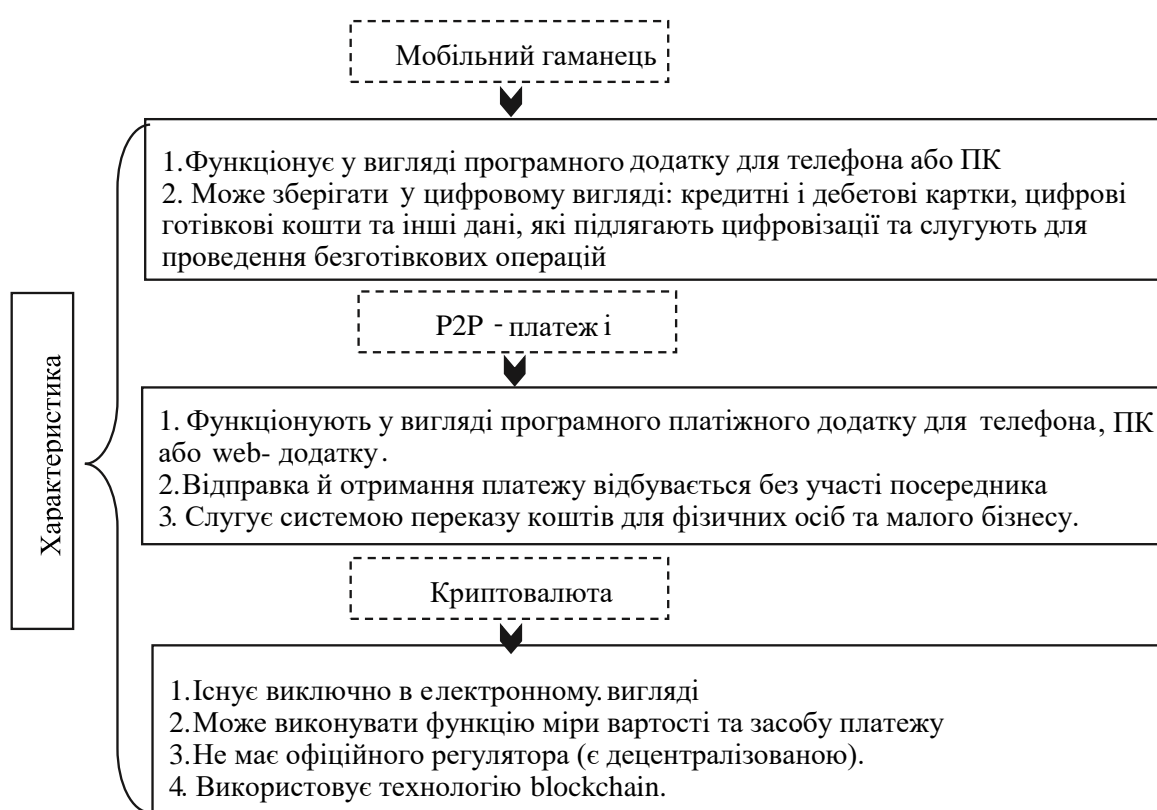 Мобільний гаманець
1.Функціонує у вигляді програмного додатку для телефона або ПК
2. Може зберігати у цифровому вигляді: кредитні і дебетові картки, цифрові
готівкові кошти та інші дані, які підлягають цифровізації та слугують для
проведення безготівкових операцій
Характеристика
P2P - платеж і
1. Функціонують у вигляді програмного платіжного додатку для телефона, ПК
або web- додатку.
2.Відправка й отримання платежу відбувається без участі посередника
3. Слугує системою переказу коштів для фізичних осіб та малого бізнесу.
Криптовалюта
1.Існує виключно в електронному.вигляді
2.Може виконувати функцію міри вартості та засобу платежу
3.Не має офіційного регулятора (є децентралізованою).
4. Використовує технологію blockchain.